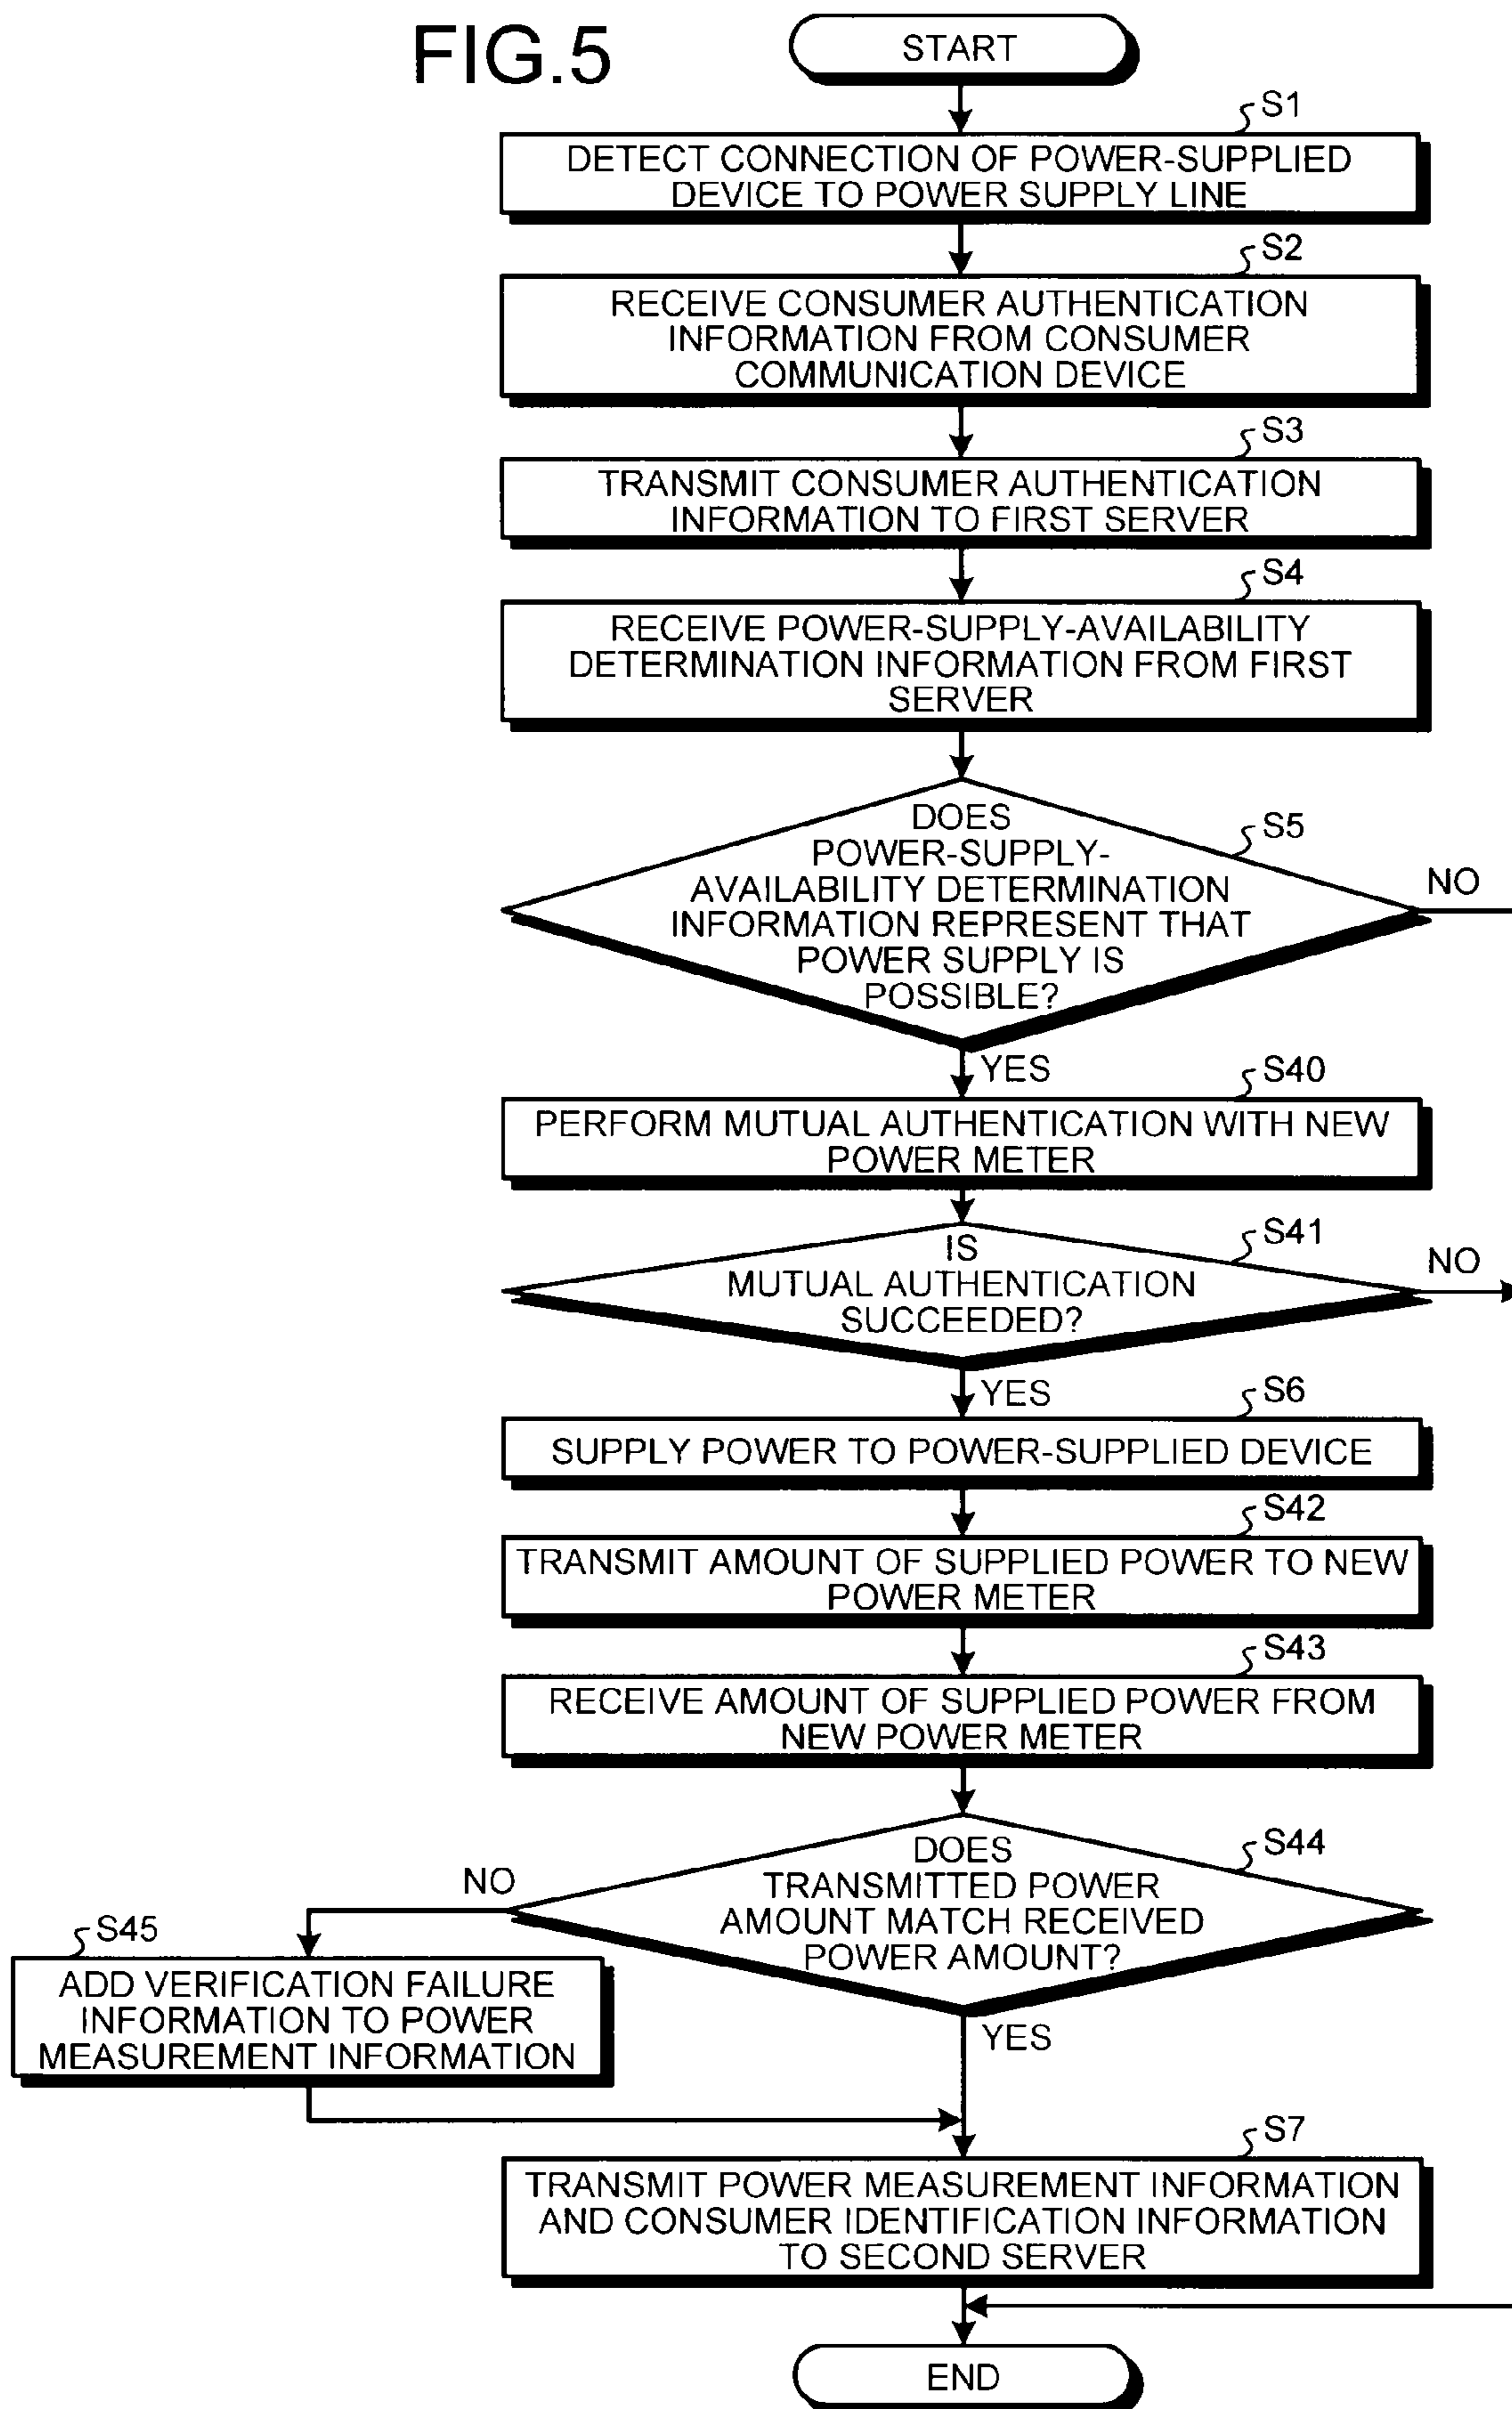 FIG.5
START
S1
DETECT CONNECTION OF POWER-SUPPLIED
DEVICE TO POWER SUPPLY LINE
S2
RECEIVE CONSUMER AUTHENTICATION
INFORMATION FROM CONSUMER
COMMUNICATION DEVICE
S3
TRANSMIT CONSUMER AUTHENTICATION
INFORMATION TO FIRST SERVER
S4
RECEIVE POWER-SUPPLY-AVAILABILITY
DETERMINATION INFORMATION FROM FIRST
SERVER
S5
DOES
POWER-SUPPLY-
AVAILABILITY DETERMINATION
INFORMATION REPRESENT THAT
POWER SUPPLY IS
POSSIBLE?
NO
YES
S40
PERFORM MUTUAL AUTHENTICATION WITH NEW
POWER METER
S41
IS
MUTUAL AUTHENTICATION
SUCCEEDED?
NO
YES
S6
SUPPLY POWER TO POWER-SUPPLIED DEVICE
S42
TRANSMIT AMOUNT OF SUPPLIED POWER TO NEW
POWER METER
S43
RECEIVE AMOUNT OF SUPPLIED POWER FROM
NEW POWER METER
S44
DOES
TRANSMITTED POWER
AMOUNT MATCH RECEIVED
POWER AMOUNT?
NO
S45
ADD VERIFICATION FAILURE
INFORMATION TO POWER
MEASUREMENT INFORMATION
YES
S7
TRANSMIT POWER MEASUREMENT INFORMATION
AND CONSUMER IDENTIFICATION INFORMATION
TO SECOND SERVER
END